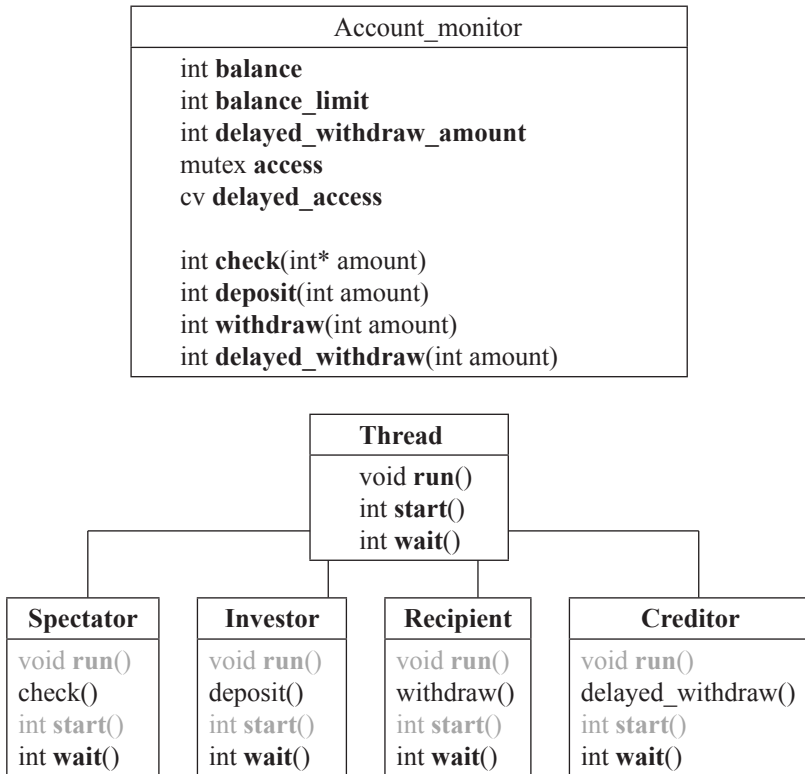 Account_monitor
int balance
int balance_limit
int delayed_withdraw_amount
mutex access
cv delayed_access
int check(int* amount)
int deposit(int amount)
int withdraw(int amount)
int delayed_withdraw(int amount)
Thread
void run()
int start()
int wait()
Spectator
void run()
check()
int start()
int wait()
Investor
void run()
deposit()
int start()
int wait()
Recipient
void run()
withdraw()
int start()
int wait()
Creditor
void run()
delayed_withdraw()
int start()
int wait()